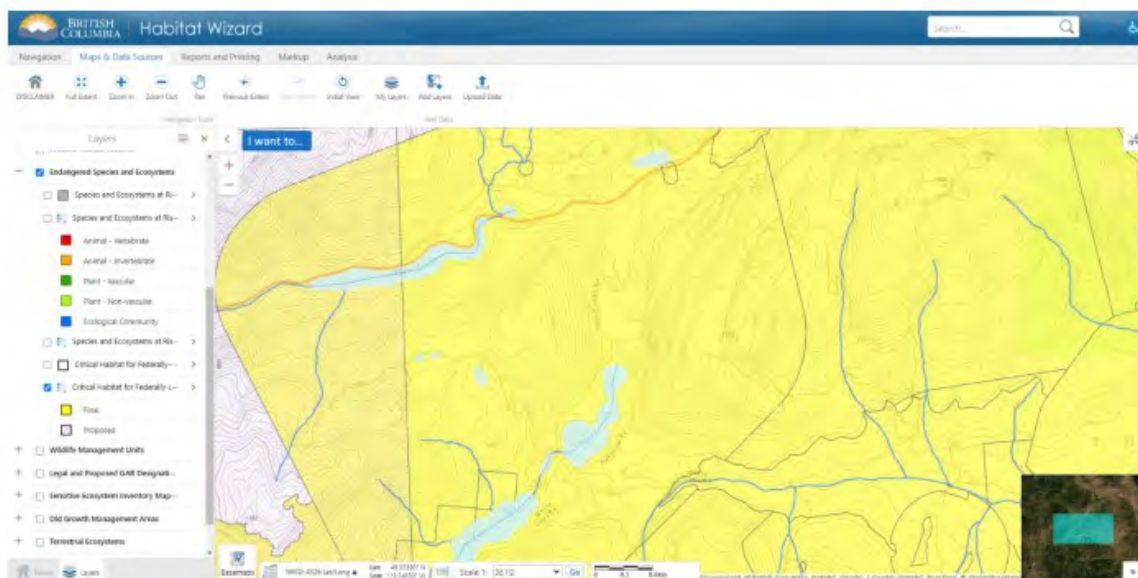 BRITISH COLUMBIA
Habitat Wizard
Search...
Navigation
Maps & Data Sources
Reports and Printing
Markup
Analysis
DISCLAIMER
Full Extent
Zoom In
Zoom Out
Pan
Previous Extent
Initial View
My Layers
Add Layers
Upload Data
Navigation Tools
Add Data
Layers
I want to...
Endangered Species and Ecosystems
Species and Ecosystems at Ri...
Species and Ecosystems at Ris...
Animal - Vertebrate
Animal - Invertebrate
Plant - Vascular
Plant - Non-vascular
Ecological Community
Species and Ecosystems at Ris...
Critical Habitat for Federally-...
Critical Habitat for Federally-L...
Final
Proposed
Wildlife Management Units
Legal and Proposed GAR Designati...
Sensitive Ecosystem Inventory Map...
Old Growth Management Areas
Terrestrial Ecosystems
Layers
Basemaps
Scale 1:
Go